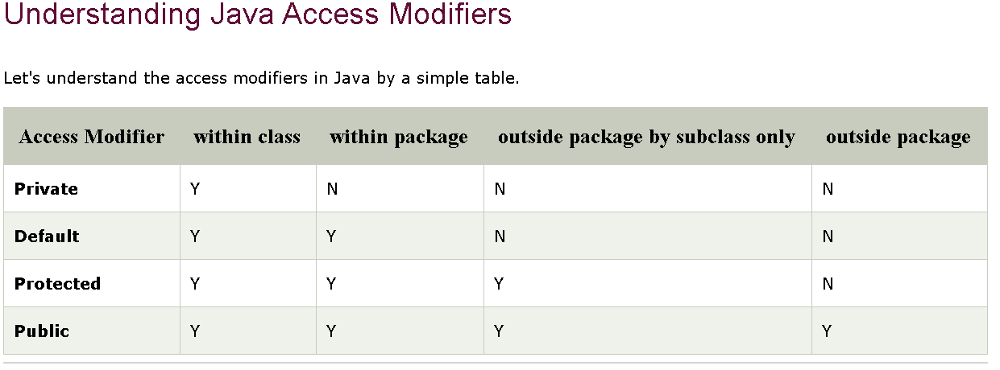 Understanding Java Access Modifiers
Let's understand the access modifiers in Java by a simple table.
Access Modifier within class within package outside package by subclass only outside package
Private Y N N N
Default Y Y N N
Protected Y Y Y N
Public Y Y Y Y